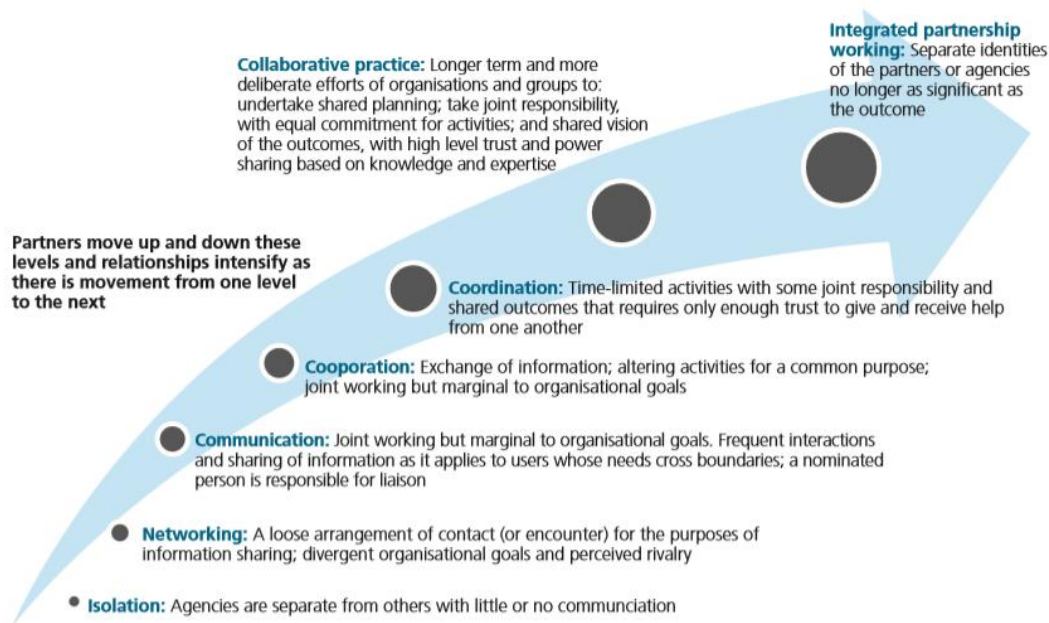 Integrated partnership
working: Separate identities
of the partners or agencies
no longer as significant as
the outcome
Collaborative practice: Longer term and more
deliberate efforts of organisations and groups to:
undertake shared planning; take joint responsibility,
with equal commitment for activities; and shared vision
of the outcomes, with high level trust and power
sharing based on knowledge and expertise
Partners move up and down these
levels and relationships intensify as
there is movement from one level
to the next
Coordination: Time-limited activities with some joint responsibility and
shared outcomes that requires only enough trust to give and receive help
from one another
Cooporation: Exchange of information; altering activities for a common purpose;
joint working but marginal to organisational goals
Communication: Joint working but marginal to organisational goals. Frequent interactions
and sharing of information as it applies to users whose needs cross boundaries; a nominated
person is responsible for liaison
Networking: A loose arrangement of contact (or encounter) for the purposes of
information sharing; divergent organisational goals and perceived rivalry
Isolation: Agencies are separate from others with little or no communciation